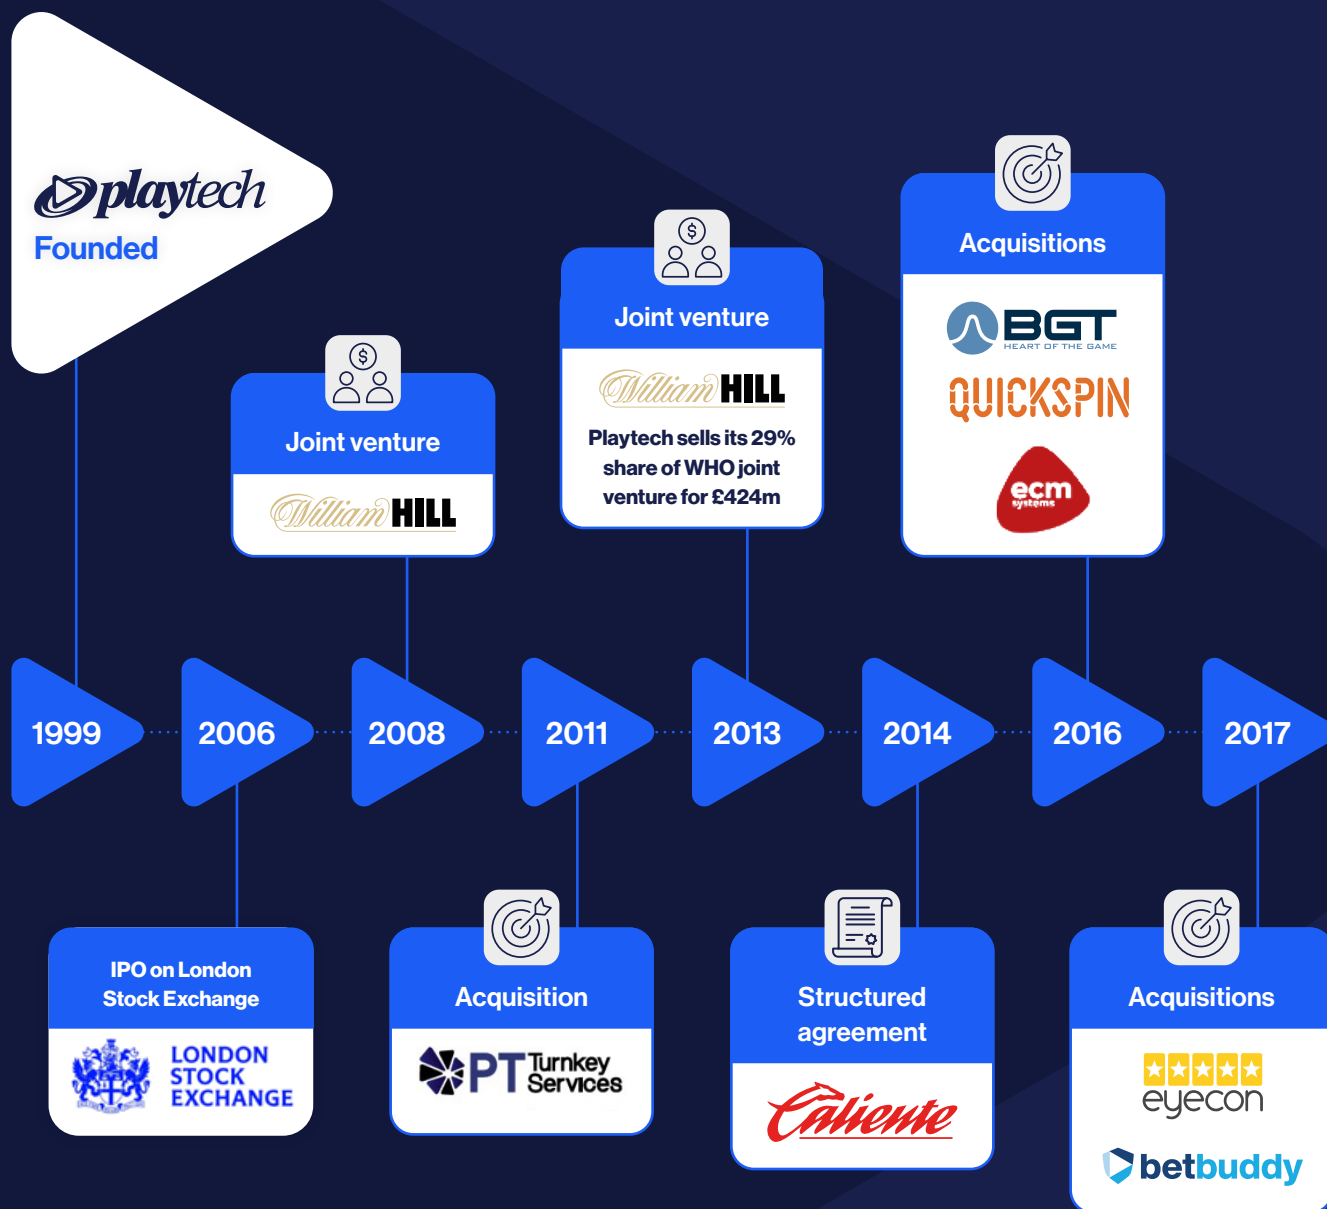 playtech
Founded
Joint venture
William HILL
Joint venture
William HILL
Playtech sells its 29%
share of WHO joint
venture for £424m
Acquisitions
BGT
HEART OF THE GAME
QUICKSPIN
ecm
systems
1999
2006
2008
2011
2013
2014
2016
2017
IPO on London
Stock Exchange
LONDON
STOCK
EXCHANGE
Acquisition
PT Turnkey
Services
Structured
agreement
Caliente
Acquisitions
eyecon
betbuddy